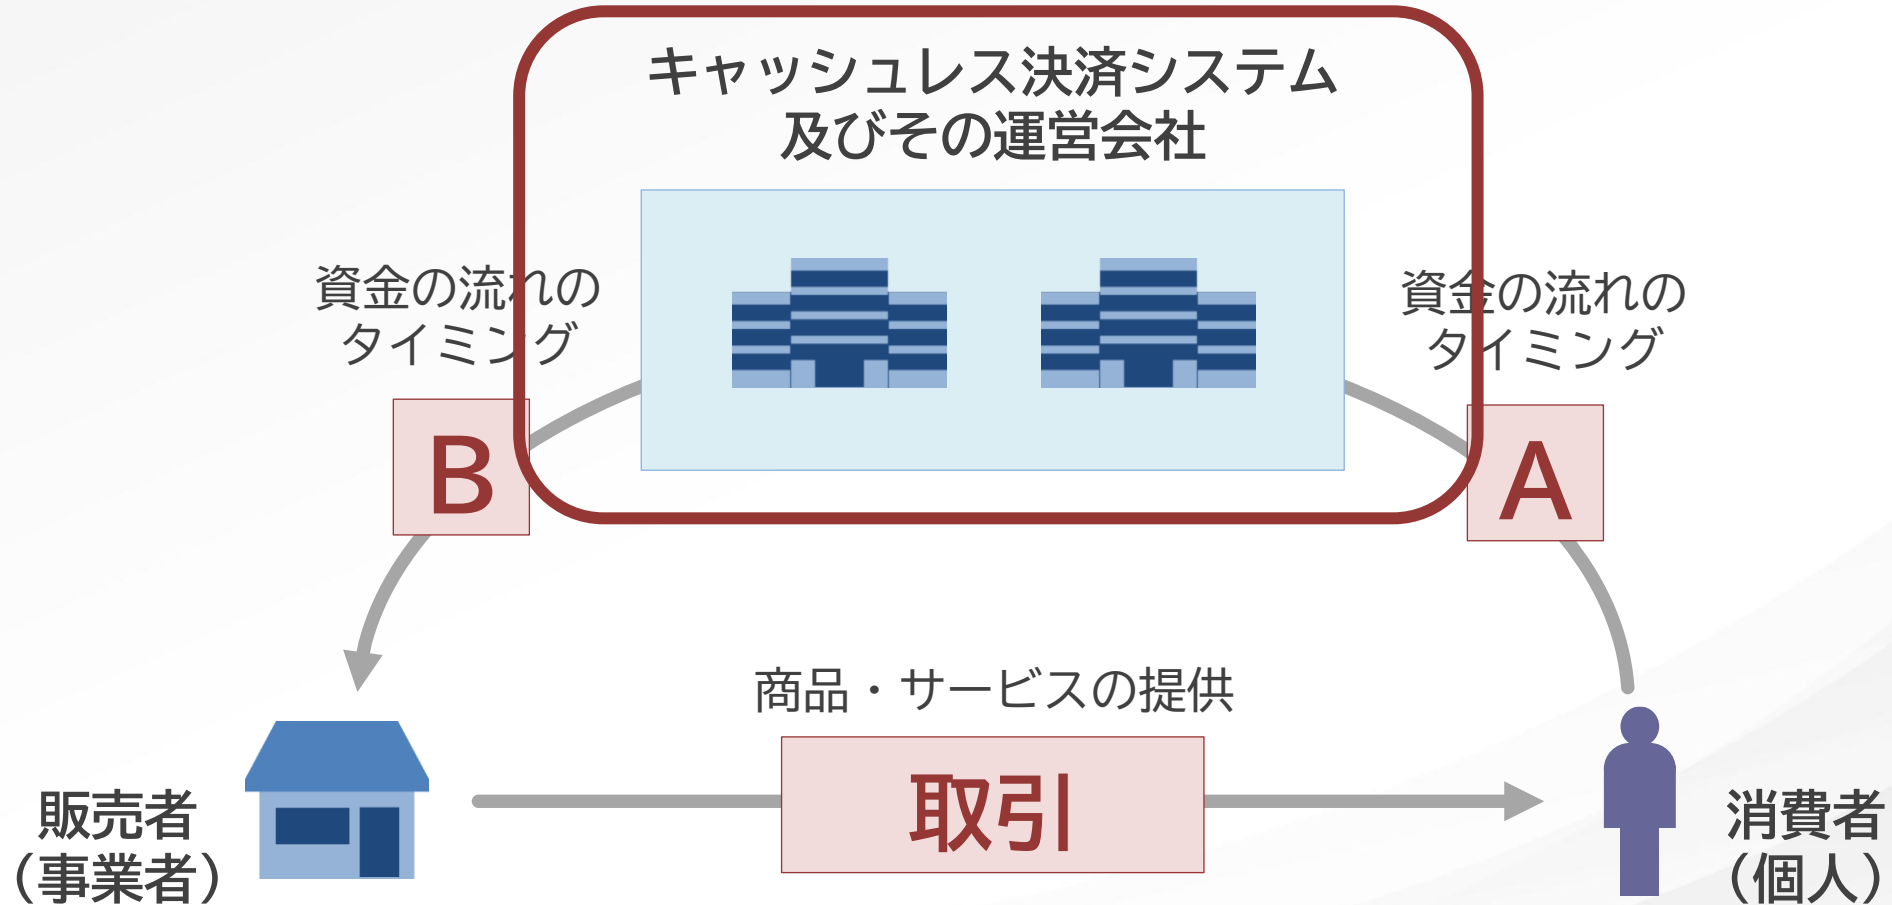 キャッシュレス決済システム
及びその運営会社
資金の流れの
タイミング
資金の流れの
タイミング
B
A
商品・サービスの提供
取引
販売者
（事業者）
消費者
（個人）